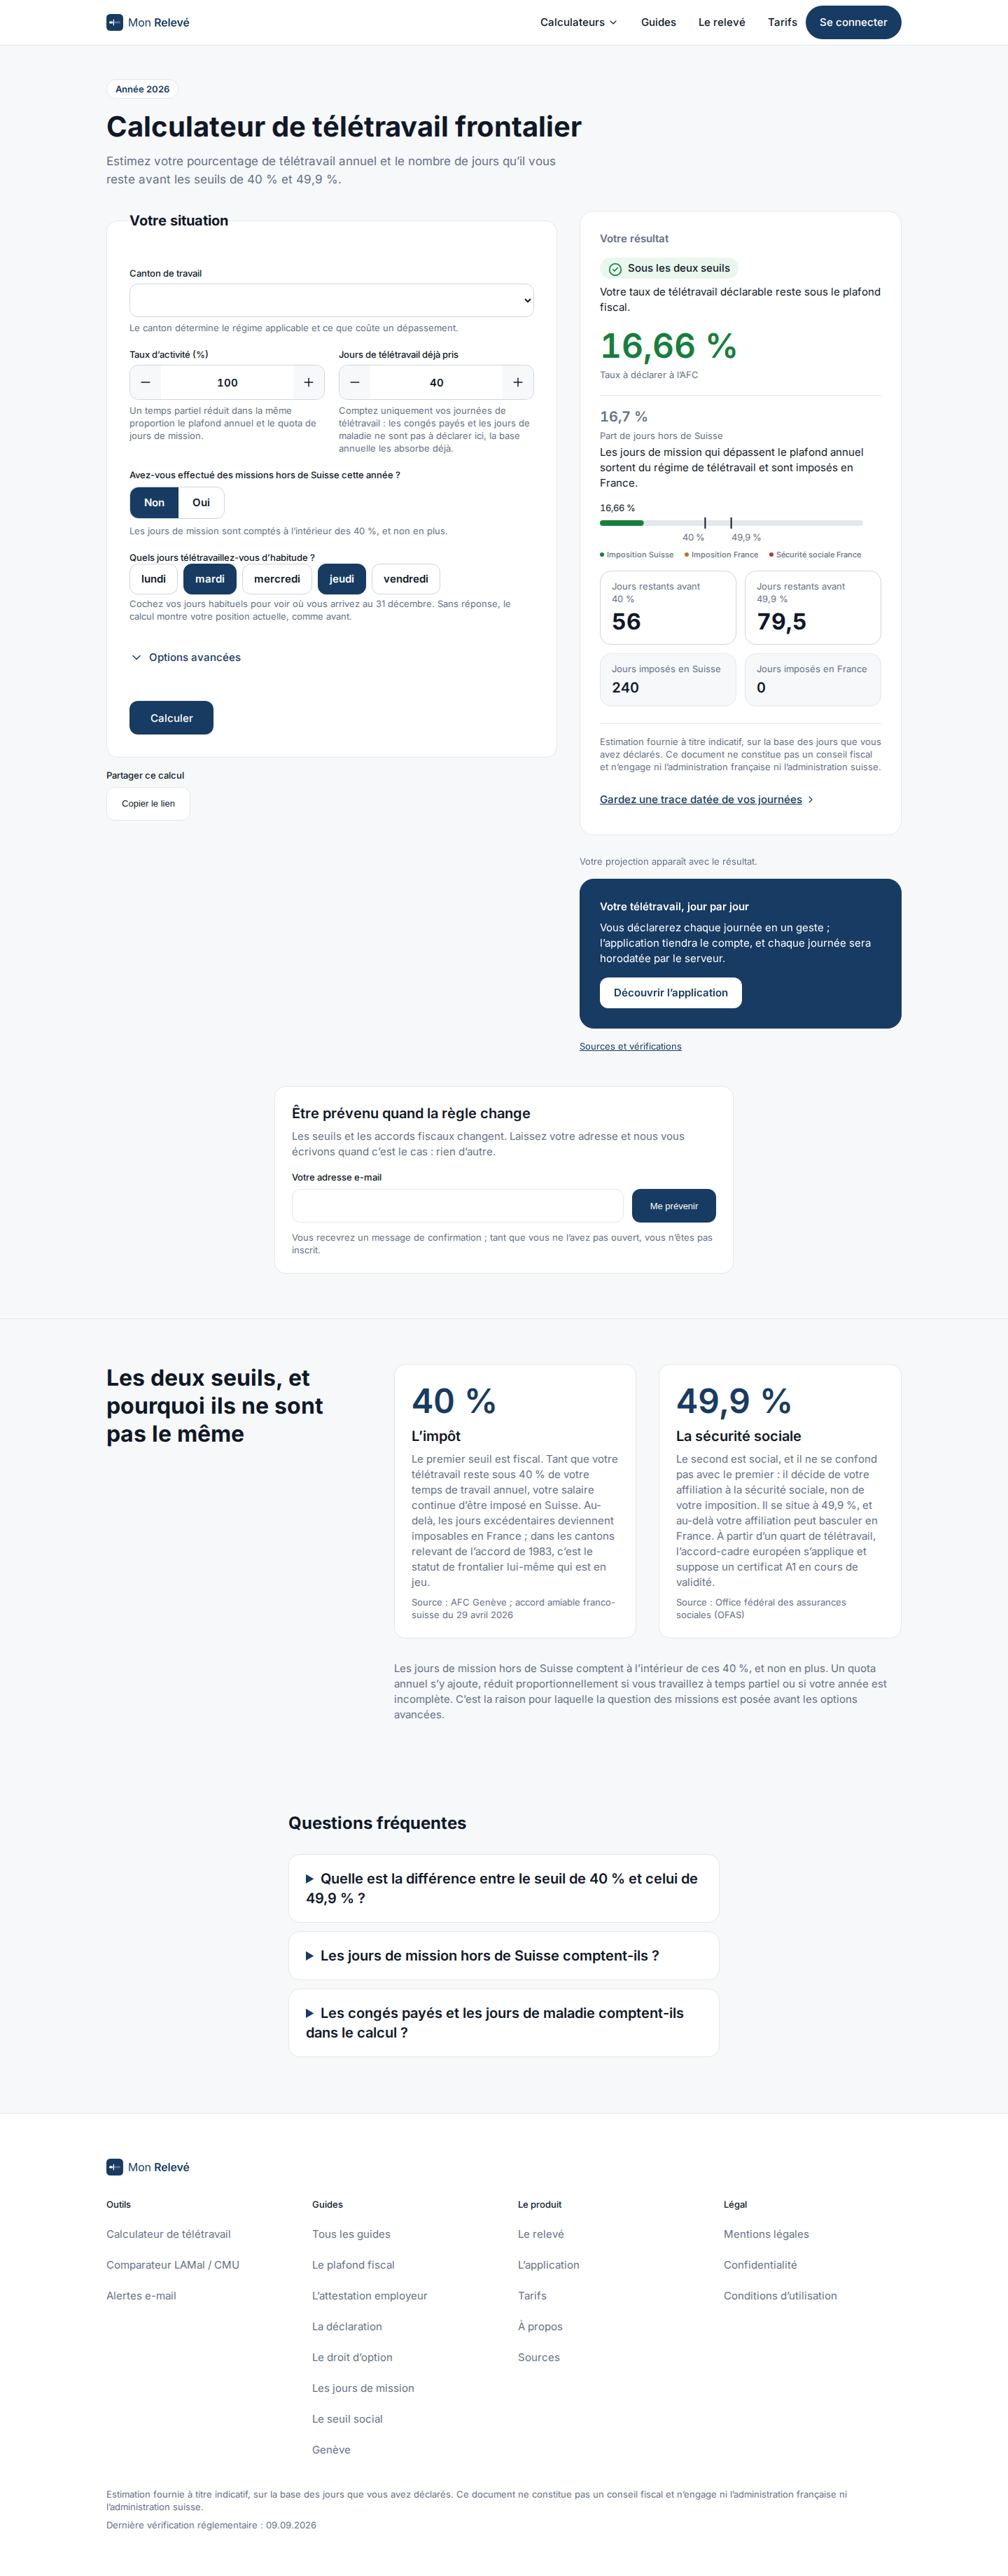 Mon Relevé
Calculateurs
Guides
Le relevé
Tarifs
Se connecter
Année 2026
Calculateur de télétravail frontalier
Estimez votre pourcentage de télétravail annuel et le nombre de jours qu’il vous
reste avant les seuils de 40 % et 49,9 %.
Votre situation
Canton de travail
Le canton détermine le régime applicable et ce que coûte un dépassement.
Taux d’activité (%)
− 100 +
Un temps partiel réduit dans la même
proportion le plafond annuel et le quota de
jours de mission.
Jours de télétravail déjà pris
− 40 +
Comptez uniquement vos journées de
télétravail : les congés payés et les jours de
maladie ne sont pas à déclarer ici, la base
annuelle les absorbe déjà.
Avez-vous effectué des missions hors de Suisse cette année ?
Non Oui
Les jours de mission sont comptés à l’intérieur des 40 %, et non en plus.
Quels jours télétravaillez-vous d’habitude ?
lundi mardi mercredi jeudi vendredi
Cochez vos jours habituels pour voir où vous arrivez au 31 décembre. Sans réponse, le
calcul montre votre position actuelle, comme avant.
Options avancées
Calculer
Partager ce calcul
Copier le lien
Votre résultat
Sous les deux seuils
Votre taux de télétravail déclarable reste sous le plafond
fiscal.
16,66 %
Taux à déclarer à l’AFC
16,7 %
Part de jours hors de Suisse
Les jours de mission qui dépassent le plafond annuel
sortent du régime de télétravail et sont imposés en
France.
16,66 %
40 % 49,9 %
Imposition Suisse Imposition France Sécurité sociale France
Jours restants avant
40 %
56
Jours restants avant
49,9 %
79,5
Jours imposés en Suisse
240
Jours imposés en France
0
Estimation fournie à titre indicatif, sur la base des jours que vous
avez déclarés. Ce document ne constitue pas un conseil fiscal
et n’engage ni l’administration française ni l’administration suisse.
Gardez une trace datée de vos journées
Votre projection apparaît avec le résultat.
Votre télétravail, jour par jour
Vous déclarerez chaque journée en un geste ;
l’application tiendra le compte, et chaque journée sera
horodatée par le serveur.
Découvrir l’application
Sources et vérifications
Être prévenu quand la règle change
Les seuils et les accords fiscaux changent. Laissez votre adresse et nous vous
écrivons quand c’est le cas : rien d’autre.
Votre adresse e-mail
Me prévenir
Vous recevrez un message de confirmation ; tant que vous ne l’avez pas ouvert, vous n’êtes pas
inscrit.
Les deux seuils, et
pourquoi ils ne sont
pas le même
40 %
L’impôt
Le premier seuil est fiscal. Tant que votre
télétravail reste sous 40 % de votre
temps de travail annuel, votre salaire
continue d’être imposé en Suisse. Au-
delà, les jours excédentaires deviennent
imposables en France ; dans les cantons
relevant de l’accord de 1983, c’est le
statut de frontalier lui-même qui est en
jeu.
Source : AFC Genève ; accord amiable franco-
suisse du 29 avril 2026
49,9 %
La sécurité sociale
Le second est social, et il ne se confond
pas avec le premier : il décide de votre
affiliation à la sécurité sociale, non de
votre imposition. Il se situe à 49,9 %, et
au-delà votre affiliation peut basculer en
France. À partir d’un quart de télétravail,
l’accord-cadre européen s’applique et
suppose un certificat A1 en cours de
validité.
Source : Office fédéral des assurances
sociales (OFAS)
Les jours de mission hors de Suisse comptent à l’intérieur de ces 40 %, et non en plus. Un quota
annuel s’y ajoute, réduit proportionnellement si vous travaillez à temps partiel ou si votre année est
incomplète. C’est la raison pour laquelle la question des missions est posée avant les options
avancées.
Questions fréquentes
Quelle est la différence entre le seuil de 40 % et celui de
49,9 % ?
Les jours de mission hors de Suisse comptent-ils ?
Les congés payés et les jours de maladie comptent-ils
dans le calcul ?
Mon Relevé
Outils
Calculateur de télétravail
Comparateur LAMal / CMU
Alertes e-mail
Guides
Tous les guides
Le plafond fiscal
L’attestation employeur
La déclaration
Le droit d’option
Les jours de mission
Le seuil social
Genève
Le produit
Le relevé
L’application
Tarifs
À propos
Sources
Légal
Mentions légales
Confidentialité
Conditions d’utilisation
Estimation fournie à titre indicatif, sur la base des jours que vous avez déclarés. Ce document ne constitue pas un conseil fiscal et n’engage ni l’administration française ni
l’administration suisse.
Dernière vérification réglementaire : 09.09.2026